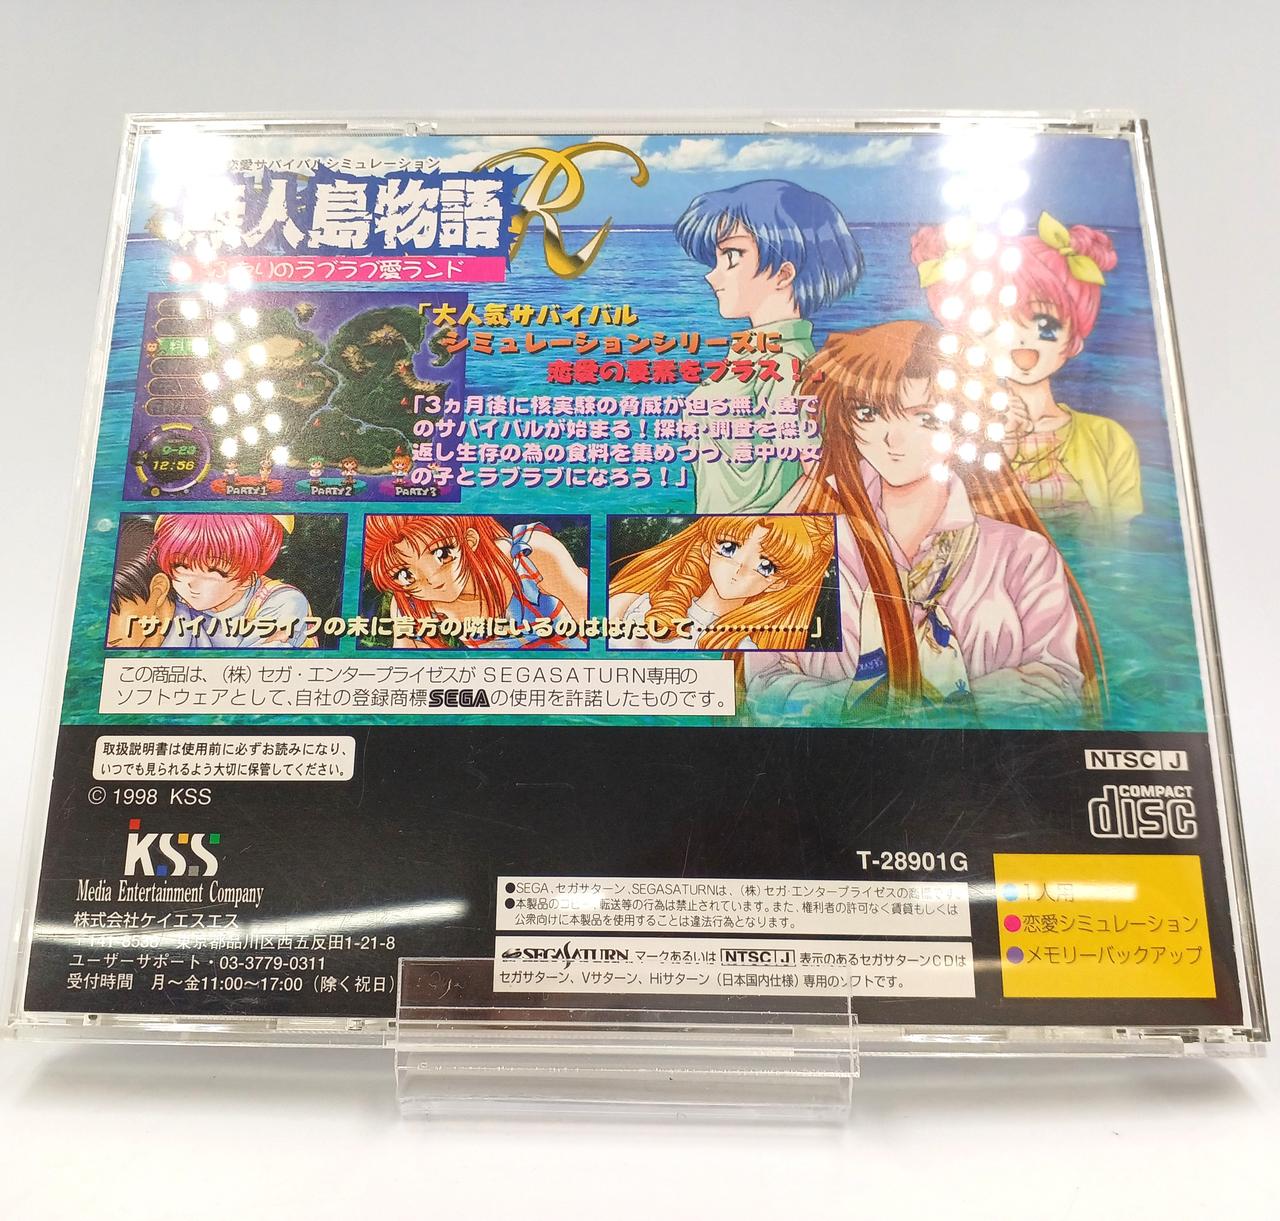 恋愛サバイバルシミュレーション
無人島物語 R
ふたりのラブラブ愛ランド
「大人気サバイバル
シミュレーションシリーズに
恋愛の要素をプラス！」
「3ヵ月後に核実験の脅威が迫る無人島で
のサバイバルが始まる！探検・調査を繰り
返し生存の為の食料を集めつつ、意中の女
の子とラブラブになろう！」
9-23
12:56
PARTY1 PARTY2 PARTY3
「サバイバルライフの末に貴方の隣にいるのははたして…………………」
この商品は、（株）セガ・エンタープライゼスがSEGASATURN専用の
ソフトウェアとして、自社の登録商標SEGAの使用を許諾したものです。
取扱説明書は使用前に必ずお読みになり、
いつでも見られるよう大切に保管してください。
© 1998 KSS
KSS
Media Entertainment Company
株式会社ケイエスエス
東京都品川区西五反田1-21-8
ユーザーサポート・03-3779-0311
受付時間 月〜金11:00〜17:00（除く祝日）
NTSC J
COMPACT
disc
T-28901G
●SEGA、セガサターン、SEGASATURNは、（株）セガ・エンタープライゼスの商標です。
●本製品のコピー、転送等の行為は禁止されています。また、権利者の許可なく賃貸もしくは
公衆向けに本製品を使用することは違法行為となります。
SEGASATURN マークあるいは NTSC J 表示のあるセガサターンCDは
セガサターン、Vサターン、Hiサターン（日本国内仕様）専用のソフトです。
●1人用
●恋愛シミュレーション
●メモリーバックアップ